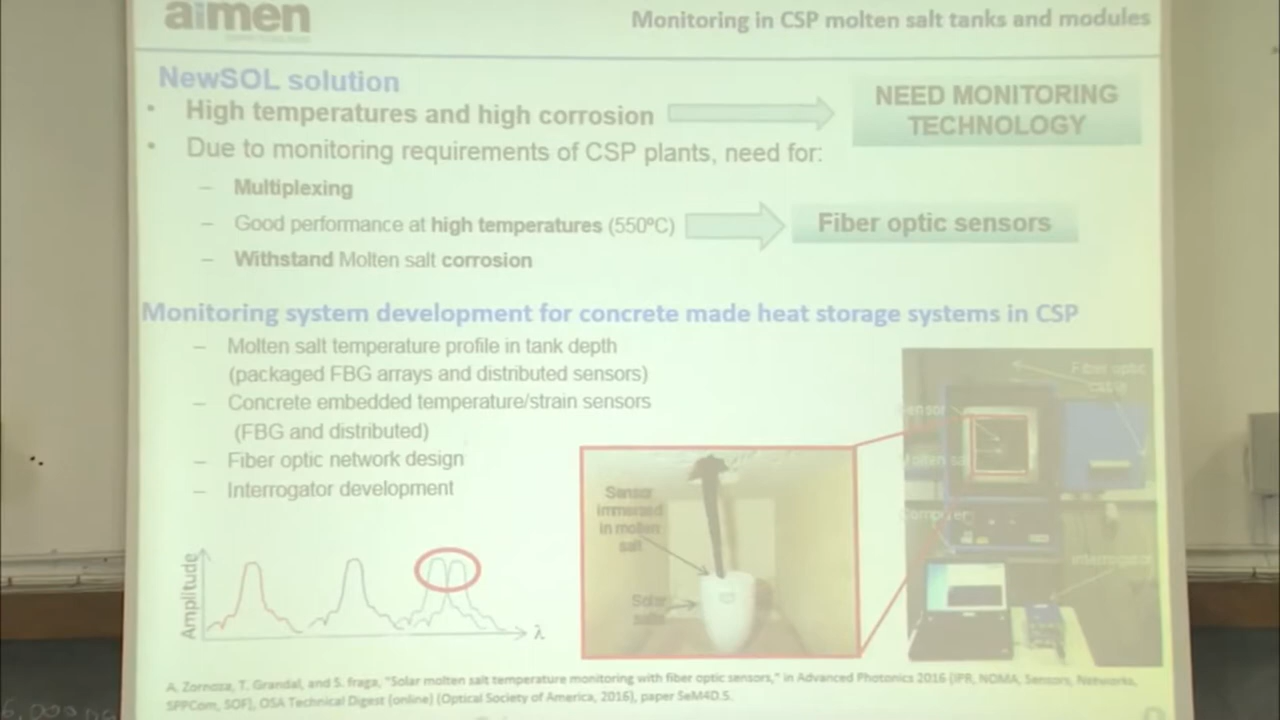 aimen
Monitoring in CSP molten salt tanks and modules
NewSOL solution
• High temperatures and high corrosion
NEED MONITORING
TECHNOLOGY
• Due to monitoring requirements of CSP plants, need for:
– Multiplexing
– Good performance at high temperatures (550ºC)
Fiber optic sensors
– Withstand Molten salt corrosion
Monitoring system development for concrete made heat storage systems in CSP
– Molten salt temperature profile in tank depth
(packaged FBG arrays and distributed sensors)
– Concrete embedded temperature/strain sensors
(FBG and distributed)
– Fiber optic network design
– Interrogator development
Amplitude
λ
Sensor
immersed
in molten
salt
Solar
salts
Fiber optic
cable
Sensor
Molten salt
Computer
Interrogator
A. Zornoza, T. Grandal, and S. fraga, "Solar molten salt temperature monitoring with fiber optic sensors," in Advanced Photonics 2016 (IPR, NOMA, Sensors, Networks,
SPPCom, SOF), OSA Technical Digest (online) (Optical Society of America, 2016), paper SeM4D.5.